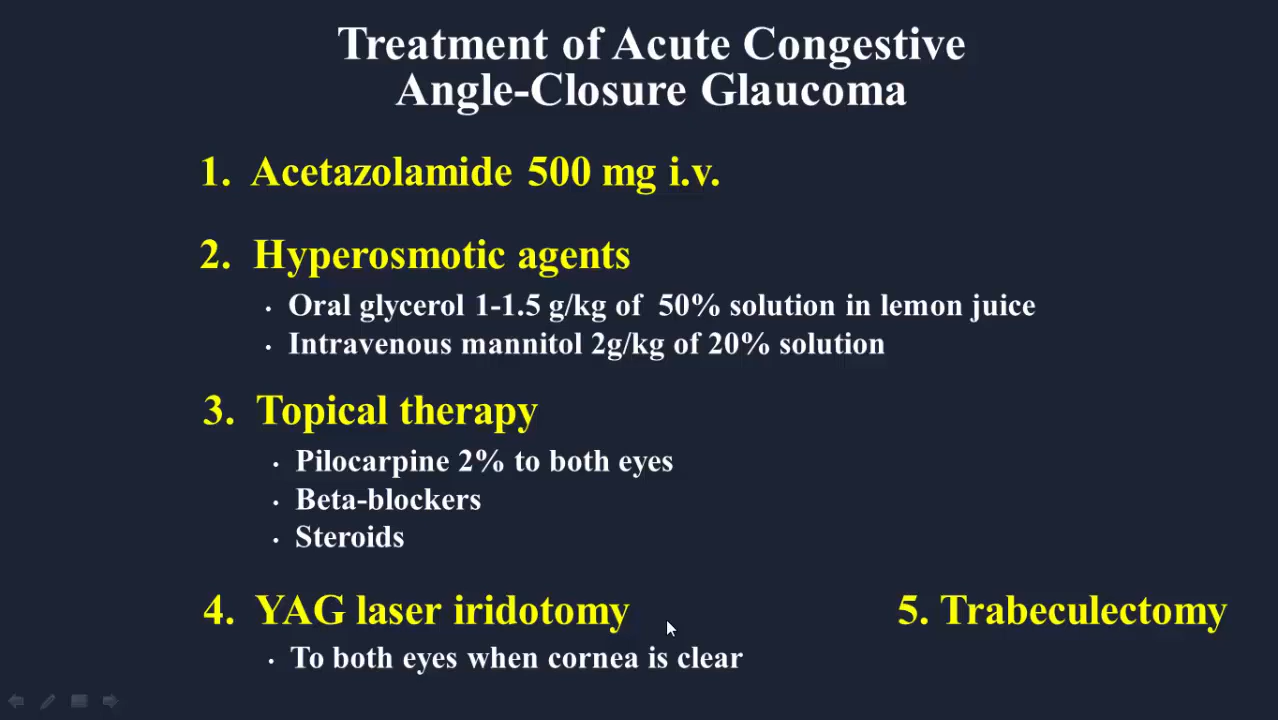 Treatment of Acute Congestive
Angle-Closure Glaucoma
1. Acetazolamide 500 mg i.v.
2. Hyperosmotic agents
• Oral glycerol 1-1.5 g/kg of 50% solution in lemon juice
• Intravenous mannitol 2g/kg of 20% solution
3. Topical therapy
• Pilocarpine 2% to both eyes
• Beta-blockers
• Steroids
4. YAG laser iridotomy
• To both eyes when cornea is clear
5. Trabeculectomy